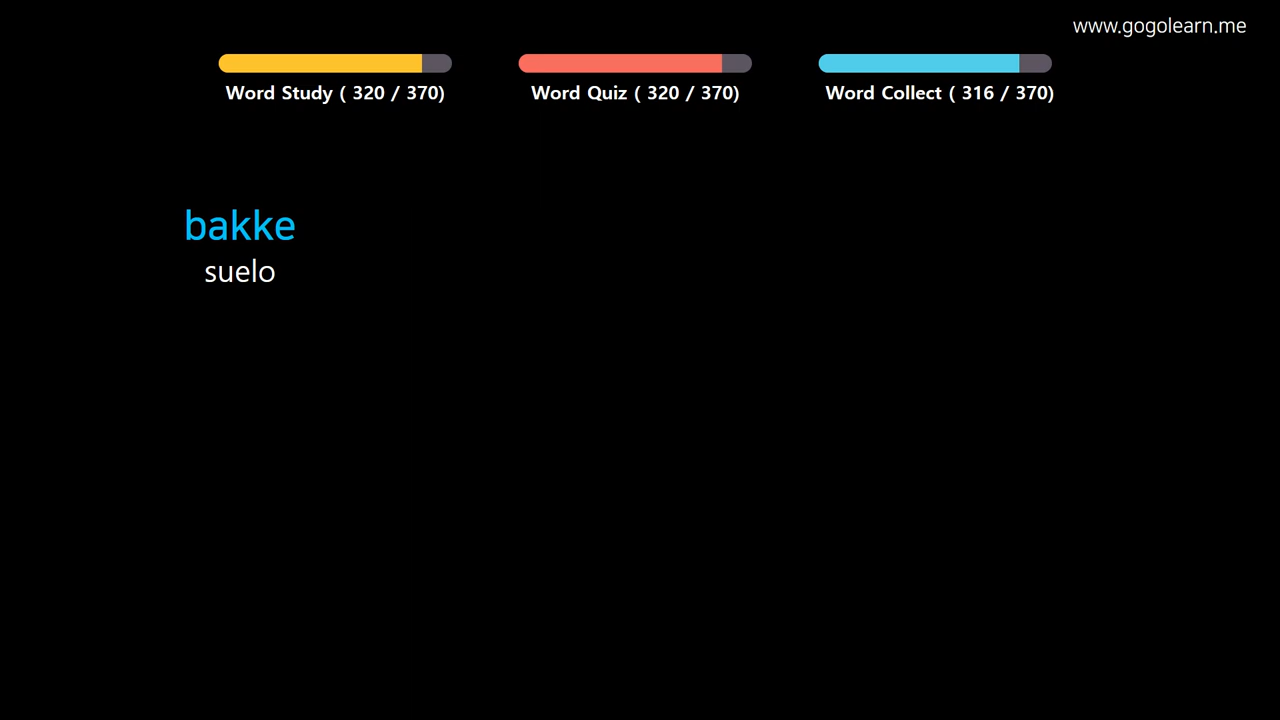 www.gogolearn.me
Word Study ( 320 / 370)
Word Quiz ( 320 / 370)
Word Collect ( 316 / 370)
bakke
suelo